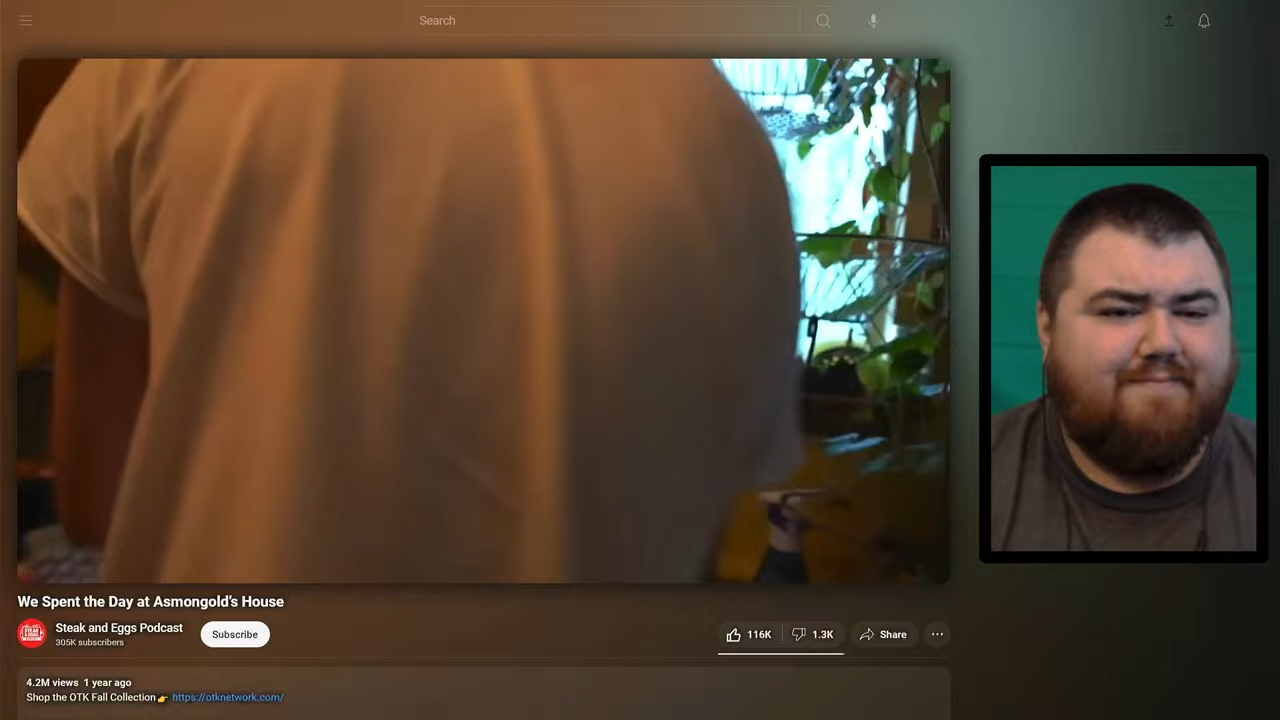 Search
We Spent the Day at Asmongold's House
Steak and Eggs Podcast
305K subscribers
Subscribe
116K
1.3K
Share
4.2M views 1 year ago
Shop the OTK Fall Collection👉 https://otknetwork.com/